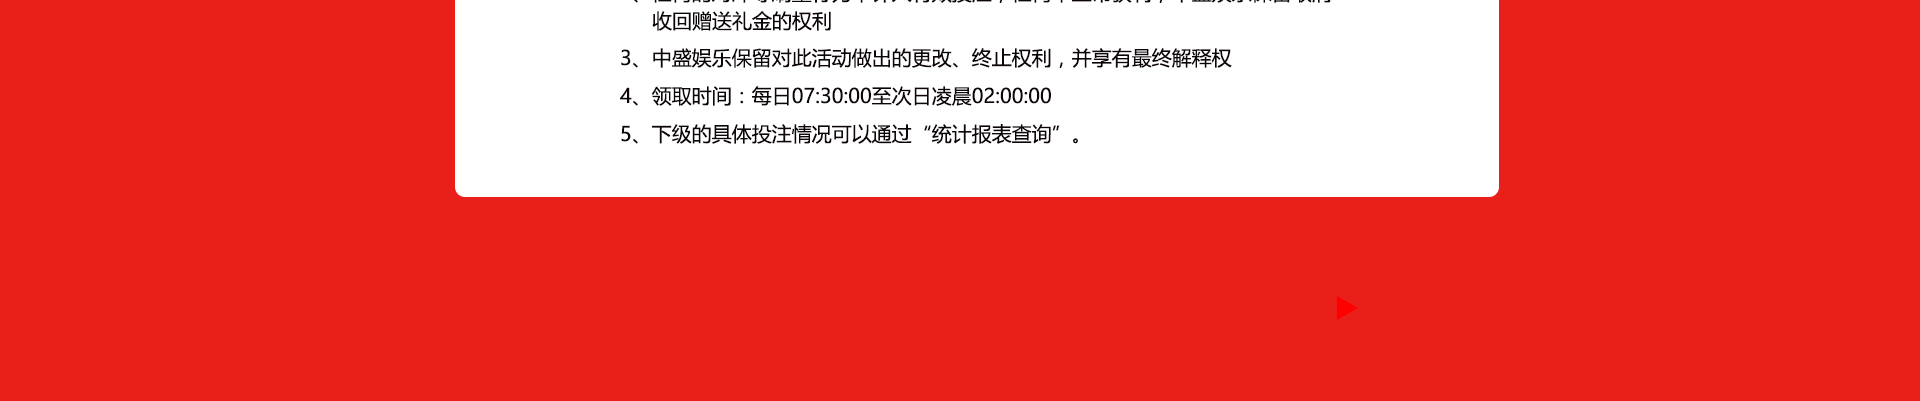 收回赠送礼金的权利
3、中盛娱乐保留对此活动做出的更改、终止权利，并享有最终解释权
4、领取时间：每日07:30:00至次日凌晨02:00:00
5、下级的具体投注情况可以通过“统计报表查询”。